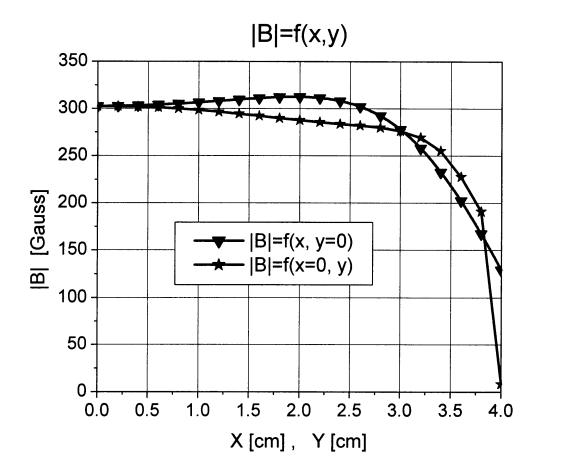 |B|=f(x,y)
350
300
250
200
150
100
50
0
|B| [Gauss]
|B|=f(x, y=0)
|B|=f(x=0, y)
0.0 0.5 1.0 1.5 2.0 2.5 3.0 3.5 4.0
X [cm] , Y [cm]